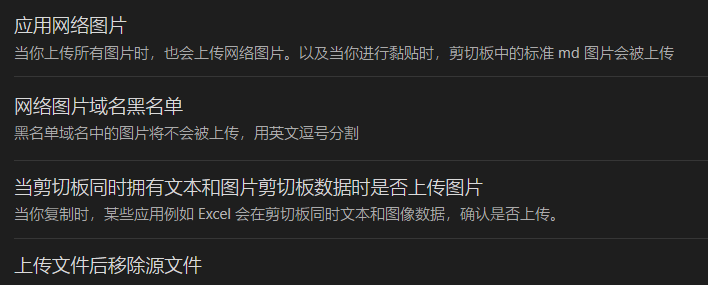 应用网络图片
当你上传所有图片时，也会上传网络图片。以及当你进行黏贴时，剪切板中的标准 md 图片会被上传
网络图片域名黑名单
黑名单域名中的图片将不会被上传，用英文逗号分割
当剪切板同时拥有文本和图片剪切板数据时是否上传图片
当你复制时，某些应用例如 Excel 会在剪切板同时文本和图像数据，确认是否上传。
上传文件后移除源文件